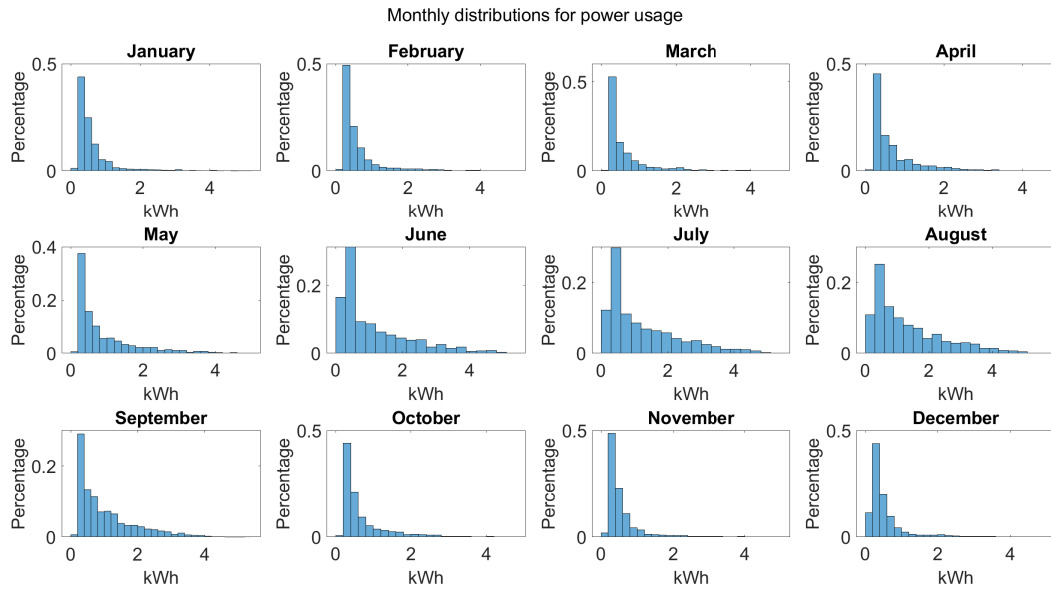 Monthly distributions for power usage
January February March April
Percentage 0.5 0 0 2 4 kWh
Percentage 0.5 0 0 2 4 kWh
Percentage 0.5 0 0 2 4 kWh
Percentage 0.5 0 0 2 4 kWh
May June July August
Percentage 0.4 0.2 0 0 2 4 kWh
Percentage 0.2 0 0 2 4 kWh
Percentage 0.2 0 0 2 4 kWh
Percentage 0.2 0 0 2 4 kWh
September October November December
Percentage 0.2 0 0 2 4 kWh
Percentage 0.5 0 0 2 4 kWh
Percentage 0.5 0 0 2 4 kWh
Percentage 0.5 0 0 2 4 kWh